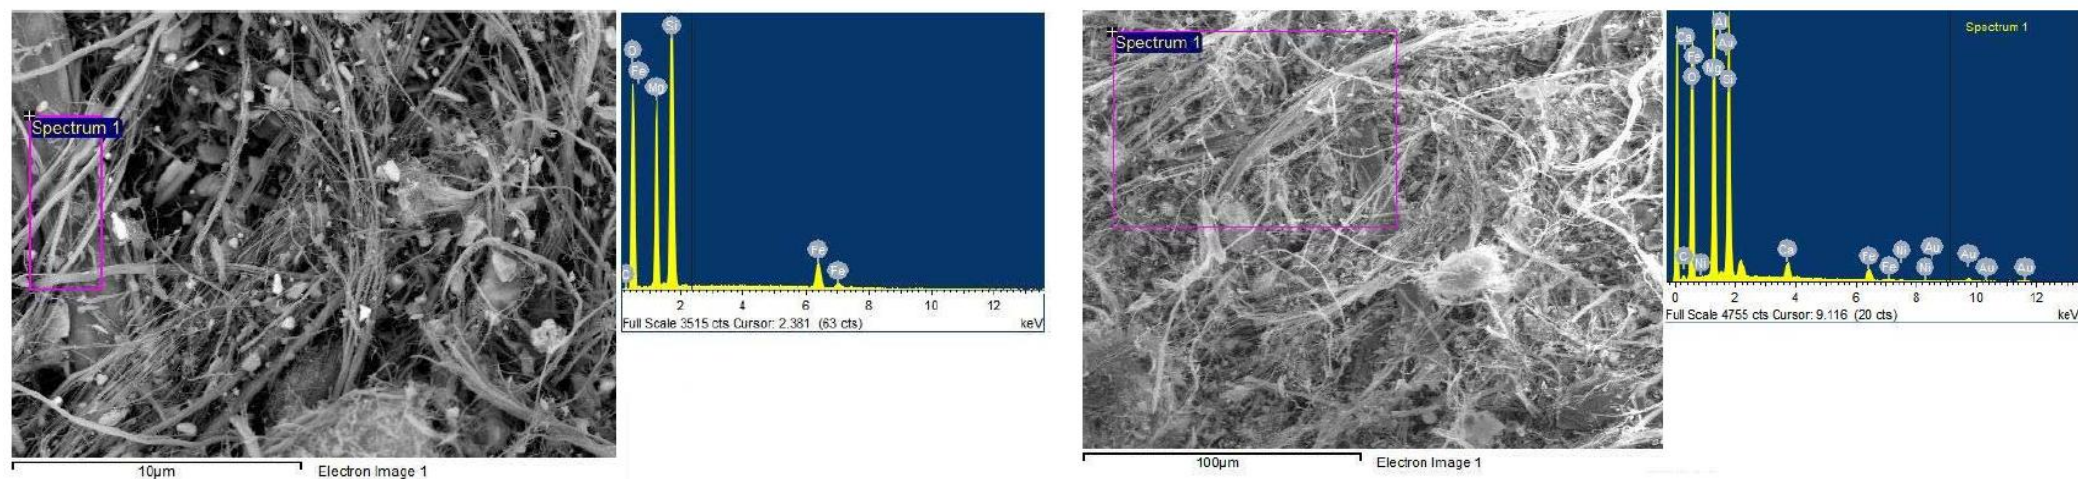 Spectrum 1
10µm
Electron Image 1
O
Fe
Mg
Si
C
Fe
Fe
2 4 6 8 10 12
Full Scale 3515 cts Cursor: 2.381 (63 cts) keV
Spectrum 1
100µm
Electron Image 1
Spectrum 1
Ca
Fe
O
Al
Au
Mg
Si
C
Ni
Ca
Fe
Fe
Ni
Ni
Au
Au
Au
Au
0 2 4 6 8 10 12
Full Scale 4755 cts Cursor: 9.116 (20 cts) keV